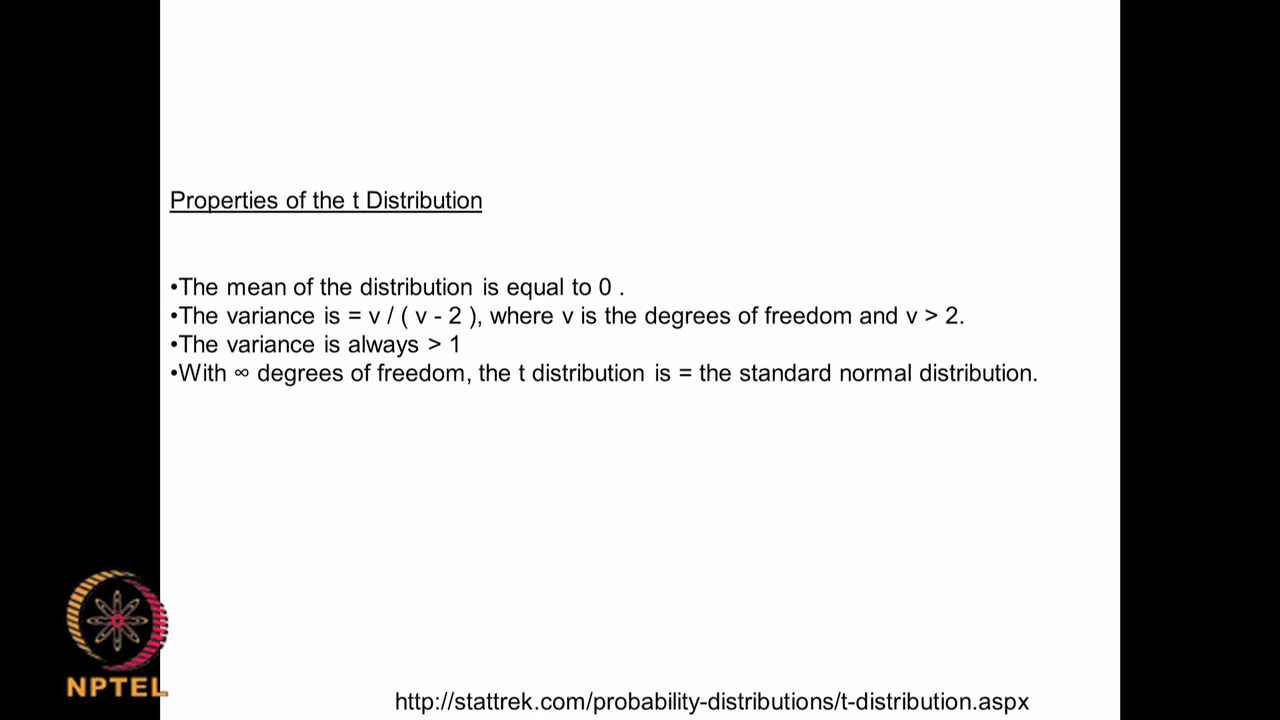 Properties of the t Distribution
•The mean of the distribution is equal to 0 .
•The variance is = v / ( v - 2 ), where v is the degrees of freedom and v > 2.
•The variance is always > 1
•With ∞ degrees of freedom, the t distribution is = the standard normal distribution.
NPTEL
http://stattrek.com/probability-distributions/t-distribution.aspx